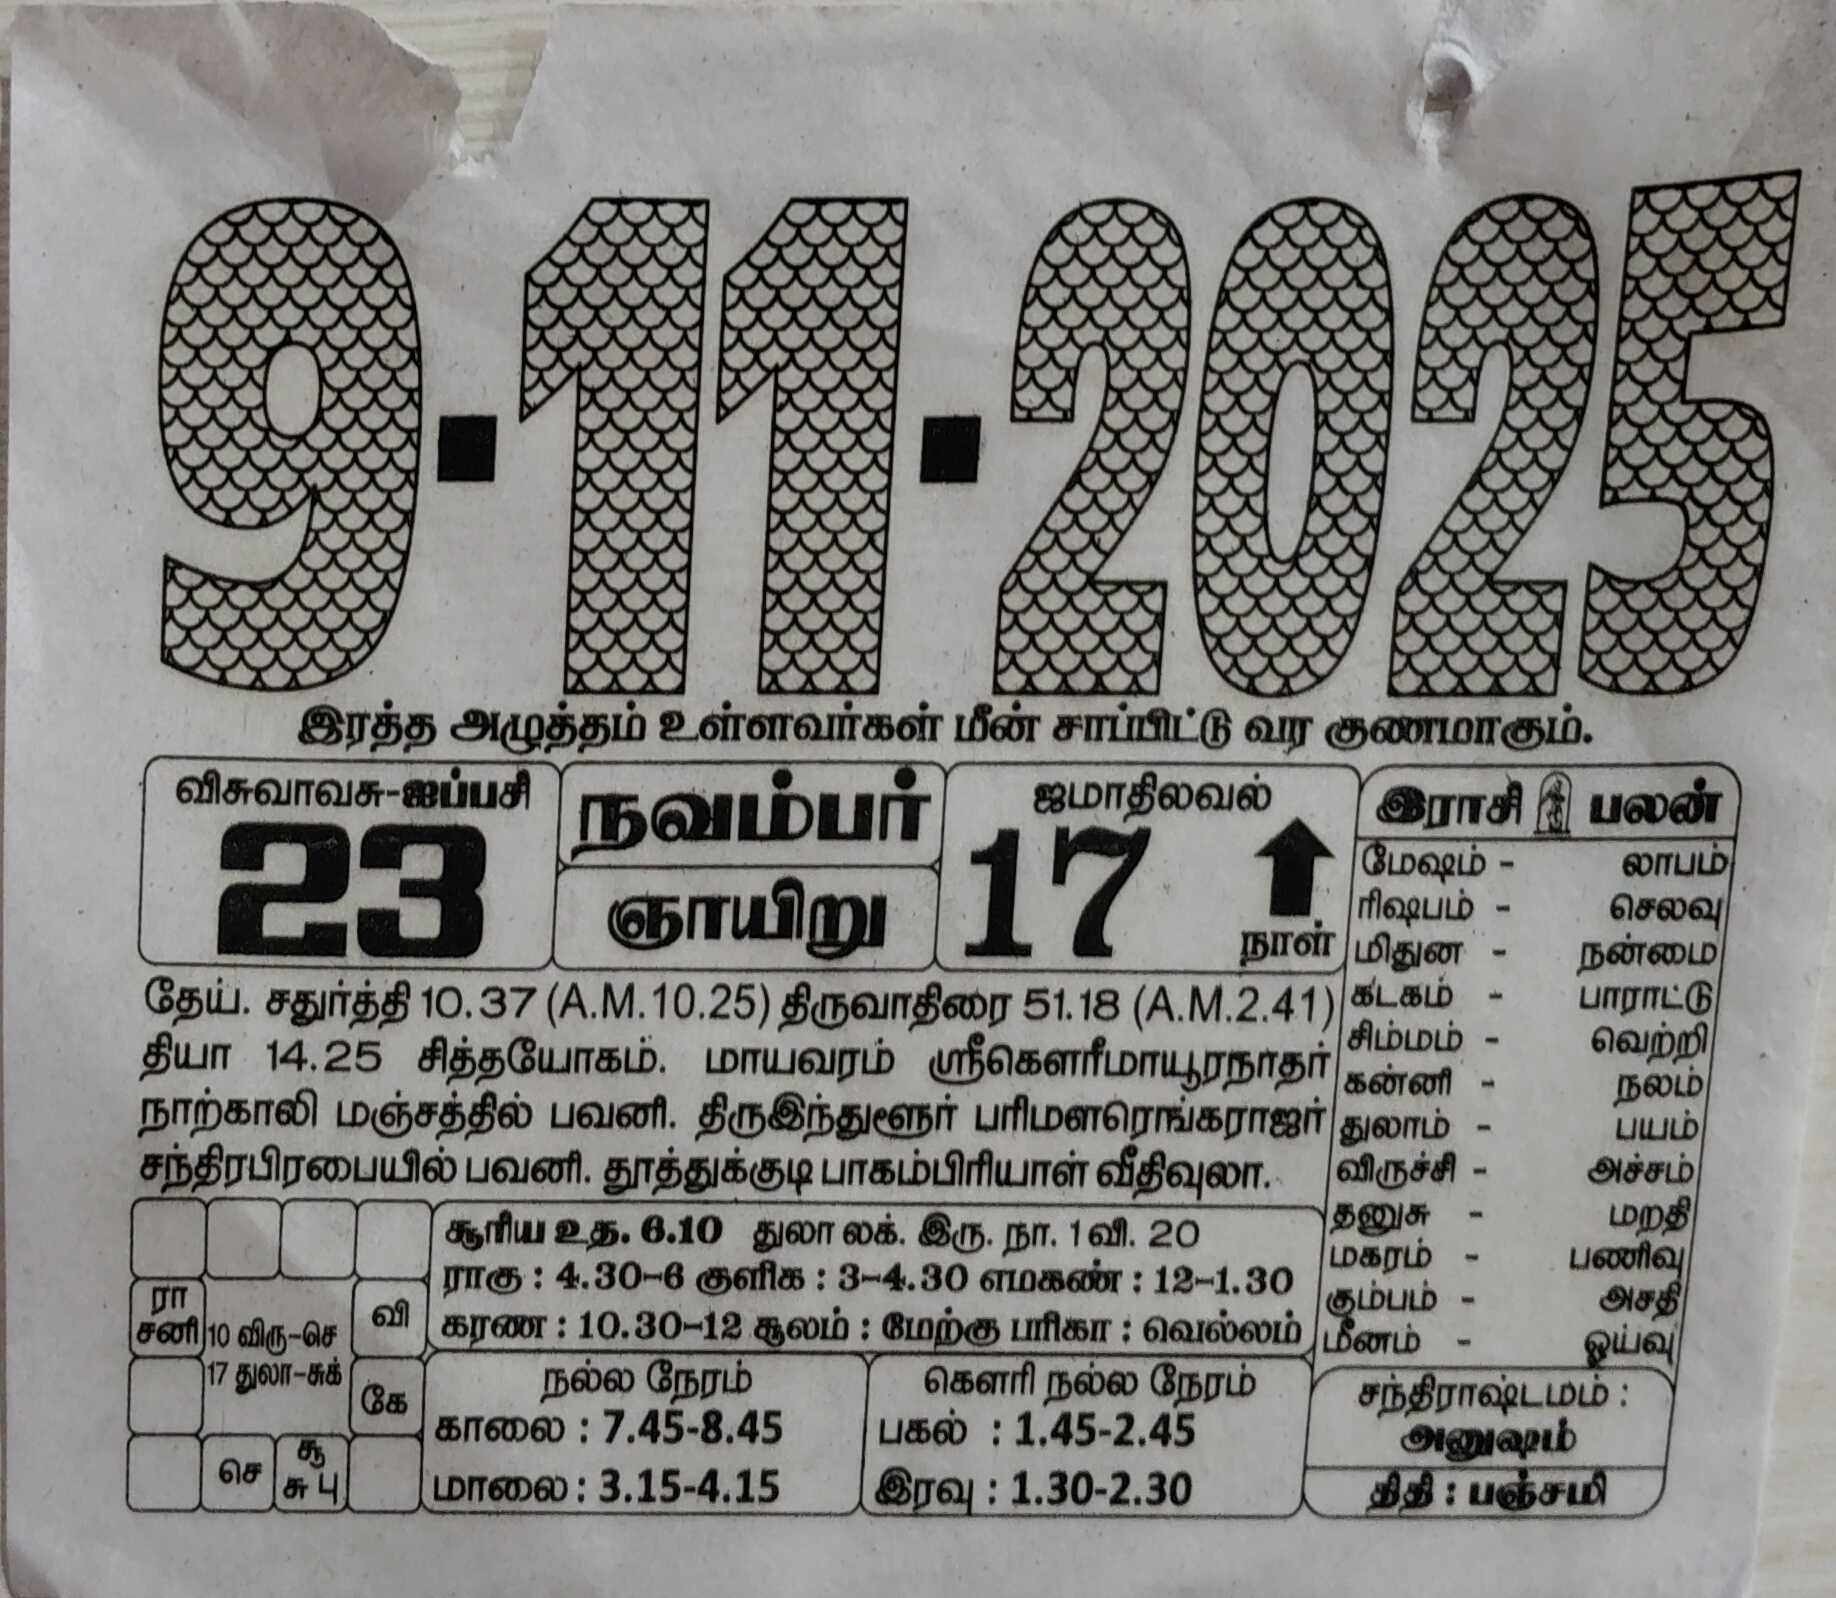 9·11·2025
இரத்த அழுத்தம் உள்ளவர்கள் மீன் சாப்பிட்டு வர குணமாகும்.
விசுவாவசு-ஐப்பசி
23
நவம்பர்
ஞாயிறு
ஜமாதிலவல்
17
நாள்
தேய். சதுர்த்தி 10.37 (A.M.10.25) திருவாதிரை 51.18 (A.M.2.41)
தியா 14.25 சித்தயோகம். மாயவரம் ஸ்ரீகௌரீமாயூரநாதர்
நாற்காலி மஞ்சத்தில் பவனி. திருஇந்துளூர் பரிமளரெங்கராஜர்
சந்திரபிரபையில் பவனி. தூத்துக்குடி பாகம்பிரியாள் வீதிவுலா.
இராசி பலன்
மேஷம் - லாபம்
ரிஷபம் - செலவு
மிதுன - நன்மை
கடகம் - பாராட்டு
சிம்மம் - வெற்றி
கன்னி - நலம்
துலாம் - பயம்
விருச்சி - அச்சம்
தனுசு - மறதி
மகரம் - பணிவு
கும்பம் - அசதி
மீனம் - ஓய்வு
ரா
சனி
10 விரு-செ
17 துலா-சுக்
வி
கே
செ
சூ
சு பு
சூரிய உத. 6.10 துலா லக். இரு. நா. 1 வி. 20
ராகு : 4.30-6 குளிக : 3-4.30 எமகண் : 12-1.30
கரண : 10.30-12 சூலம் : மேற்கு பரிகா : வெல்லம்
நல்ல நேரம்
காலை : 7.45-8.45
மாலை : 3.15-4.15
கௌரி நல்ல நேரம்
பகல் : 1.45-2.45
இரவு : 1.30-2.30
சந்திராஷ்டமம் :
அனுஷம்
திதி : பஞ்சமி